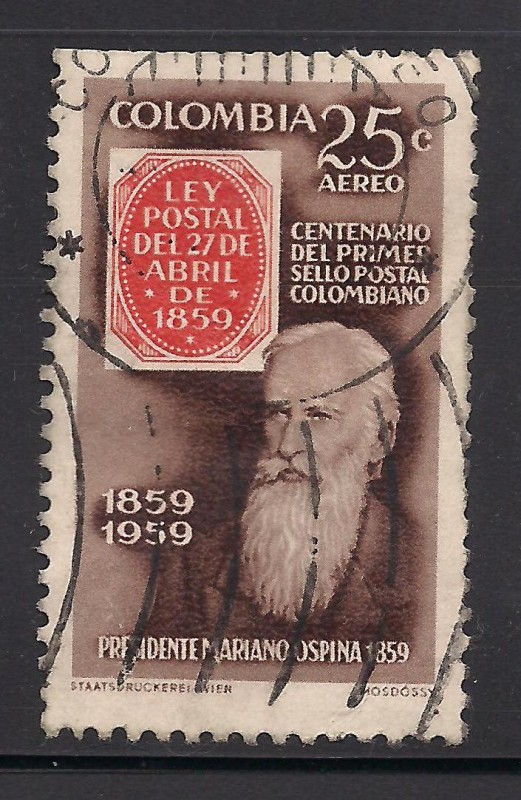 COLOMBIA 25c
AEREO
LEY
POSTAL
DEL 27 DE
ABRIL
* DE *
1859
*
CENTENARIO
DEL PRIMER
SELLO POSTAL
COLOMBIANO
1859
1959
PRESIDENTE MARIANO OSPINA 1859
STAATSDRUCKEREI WIEN
MOSDÓSSY